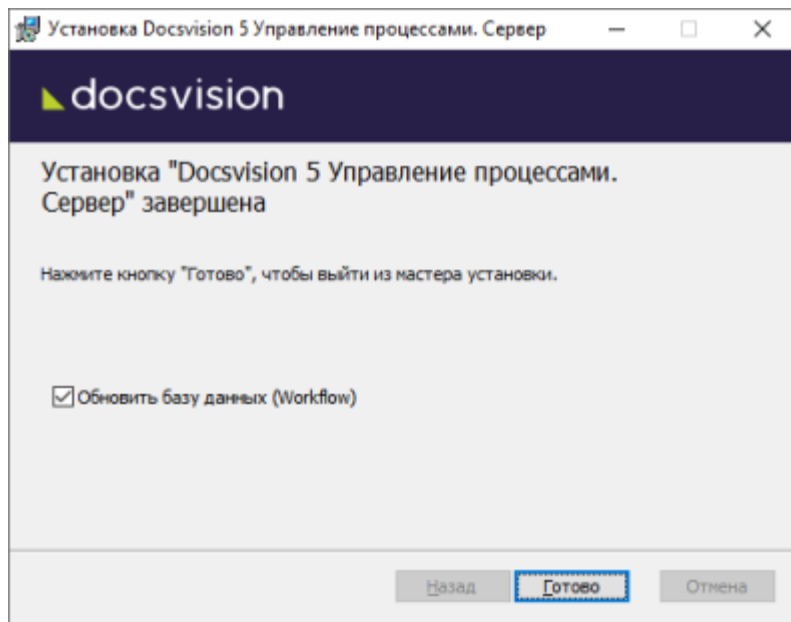 Установка Docsvision 5 Управление процессами. Сервер
docsvision
Установка "Docsvision 5 Управление процессами.
Сервер" завершена
Нажмите кнопку "Готово", чтобы выйти из мастера установки.
Обновить базу данных (Workflow)
Назад Готово Отмена